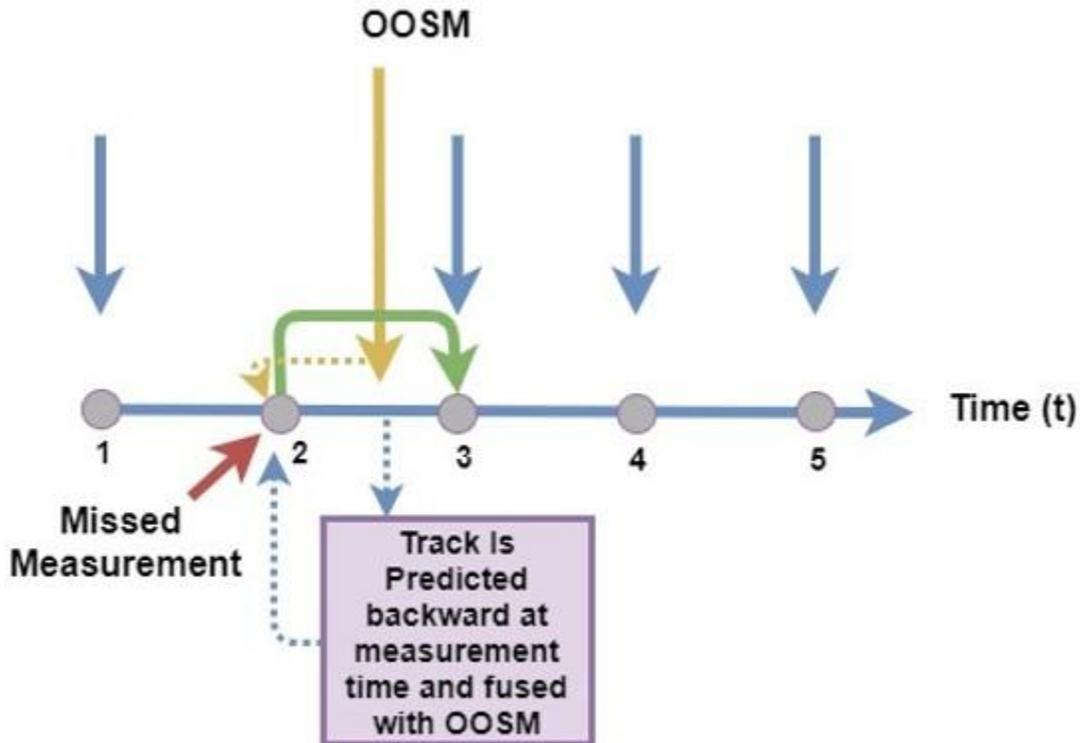 OOSM
Time (t)
1
2
3
4
5
Missed
Measurement
Track Is
Predicted
backward at
measurement
time and fused
with OOSM